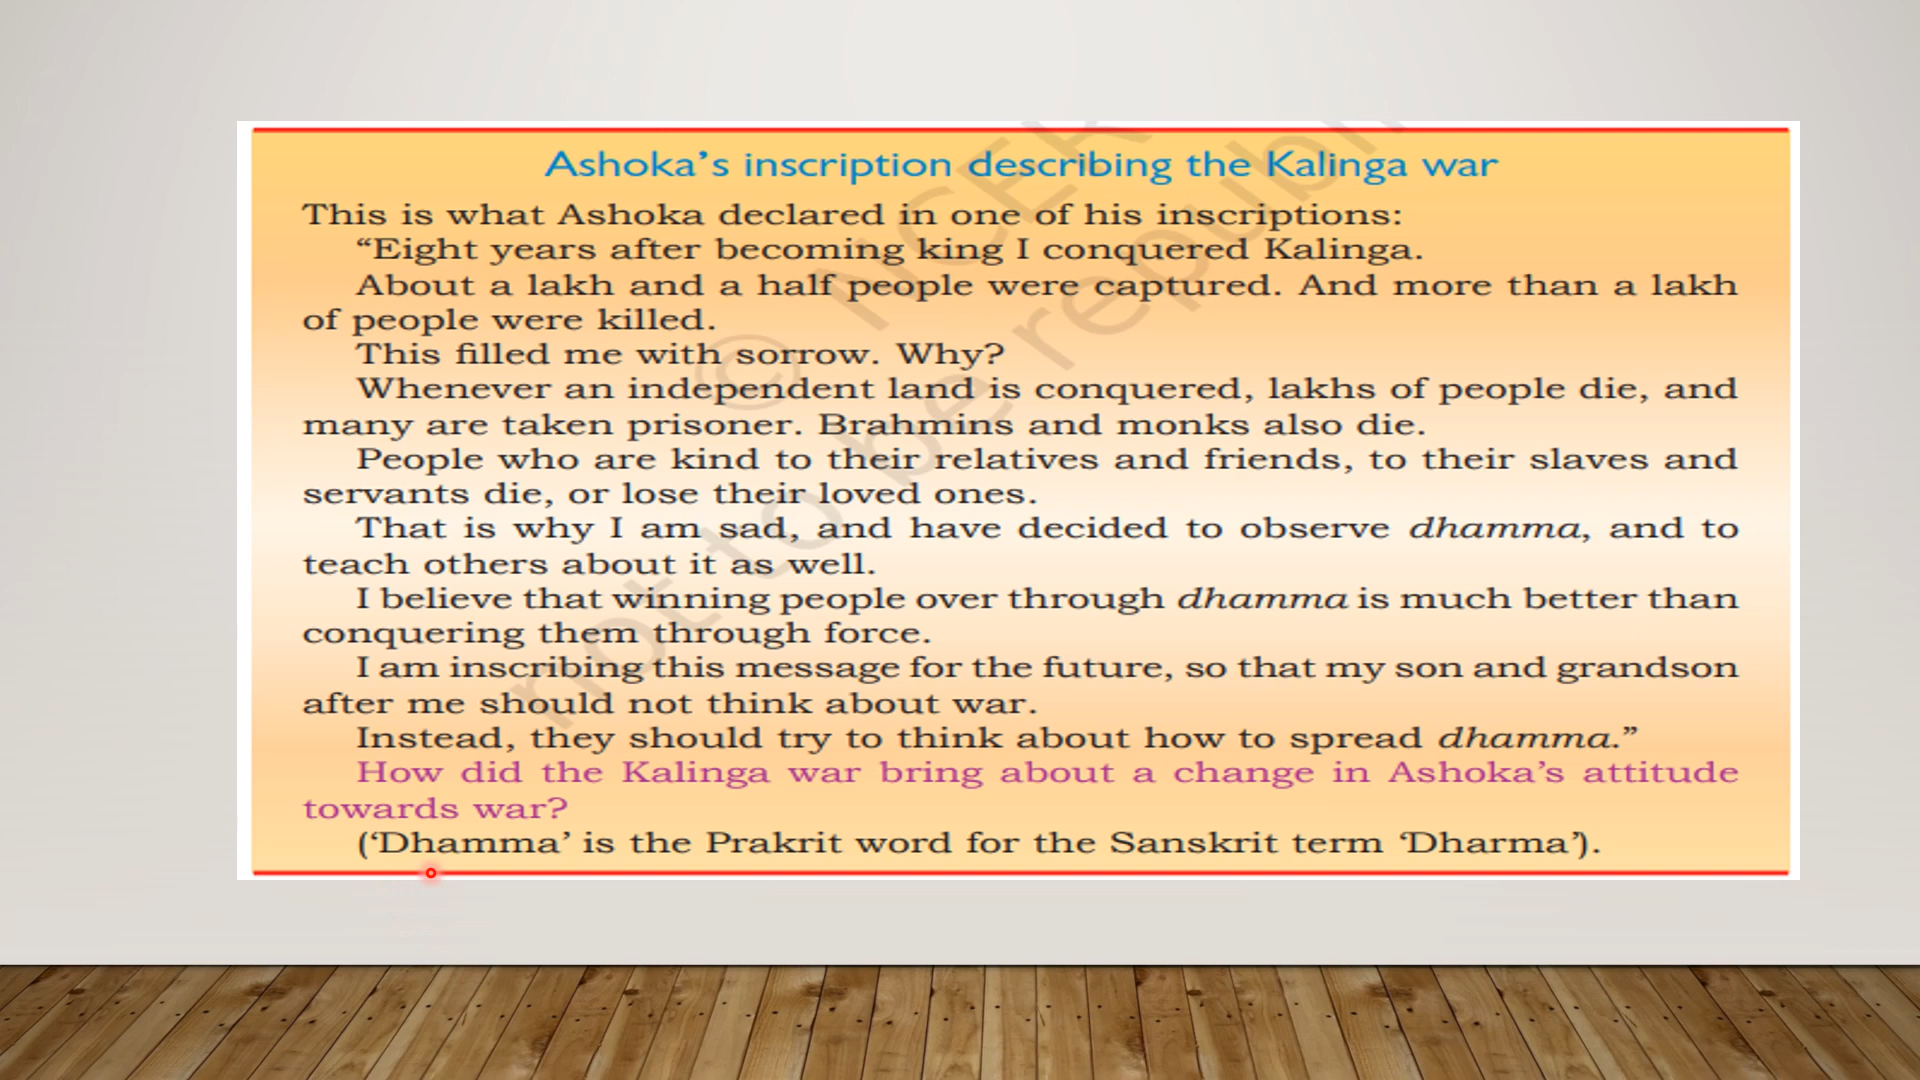 Ashoka's inscription describing the Kalinga war
This is what Ashoka declared in one of his inscriptions:
“Eight years after becoming king I conquered Kalinga.
About a lakh and a half people were captured. And more than a lakh
of people were killed.
This filled me with sorrow. Why?
Whenever an independent land is conquered, lakhs of people die, and
many are taken prisoner. Brahmins and monks also die.
People who are kind to their relatives and friends, to their slaves and
servants die, or lose their loved ones.
That is why I am sad, and have decided to observe dhamma, and to
teach others about it as well.
I believe that winning people over through dhamma is much better than
conquering them through force.
I am inscribing this message for the future, so that my son and grandson
after me should not think about war.
Instead, they should try to think about how to spread dhamma.”
How did the Kalinga war bring about a change in Ashoka’s attitude
towards war?
(‘Dhamma’ is the Prakrit word for the Sanskrit term ‘Dharma’).
© NCER
not to be republi